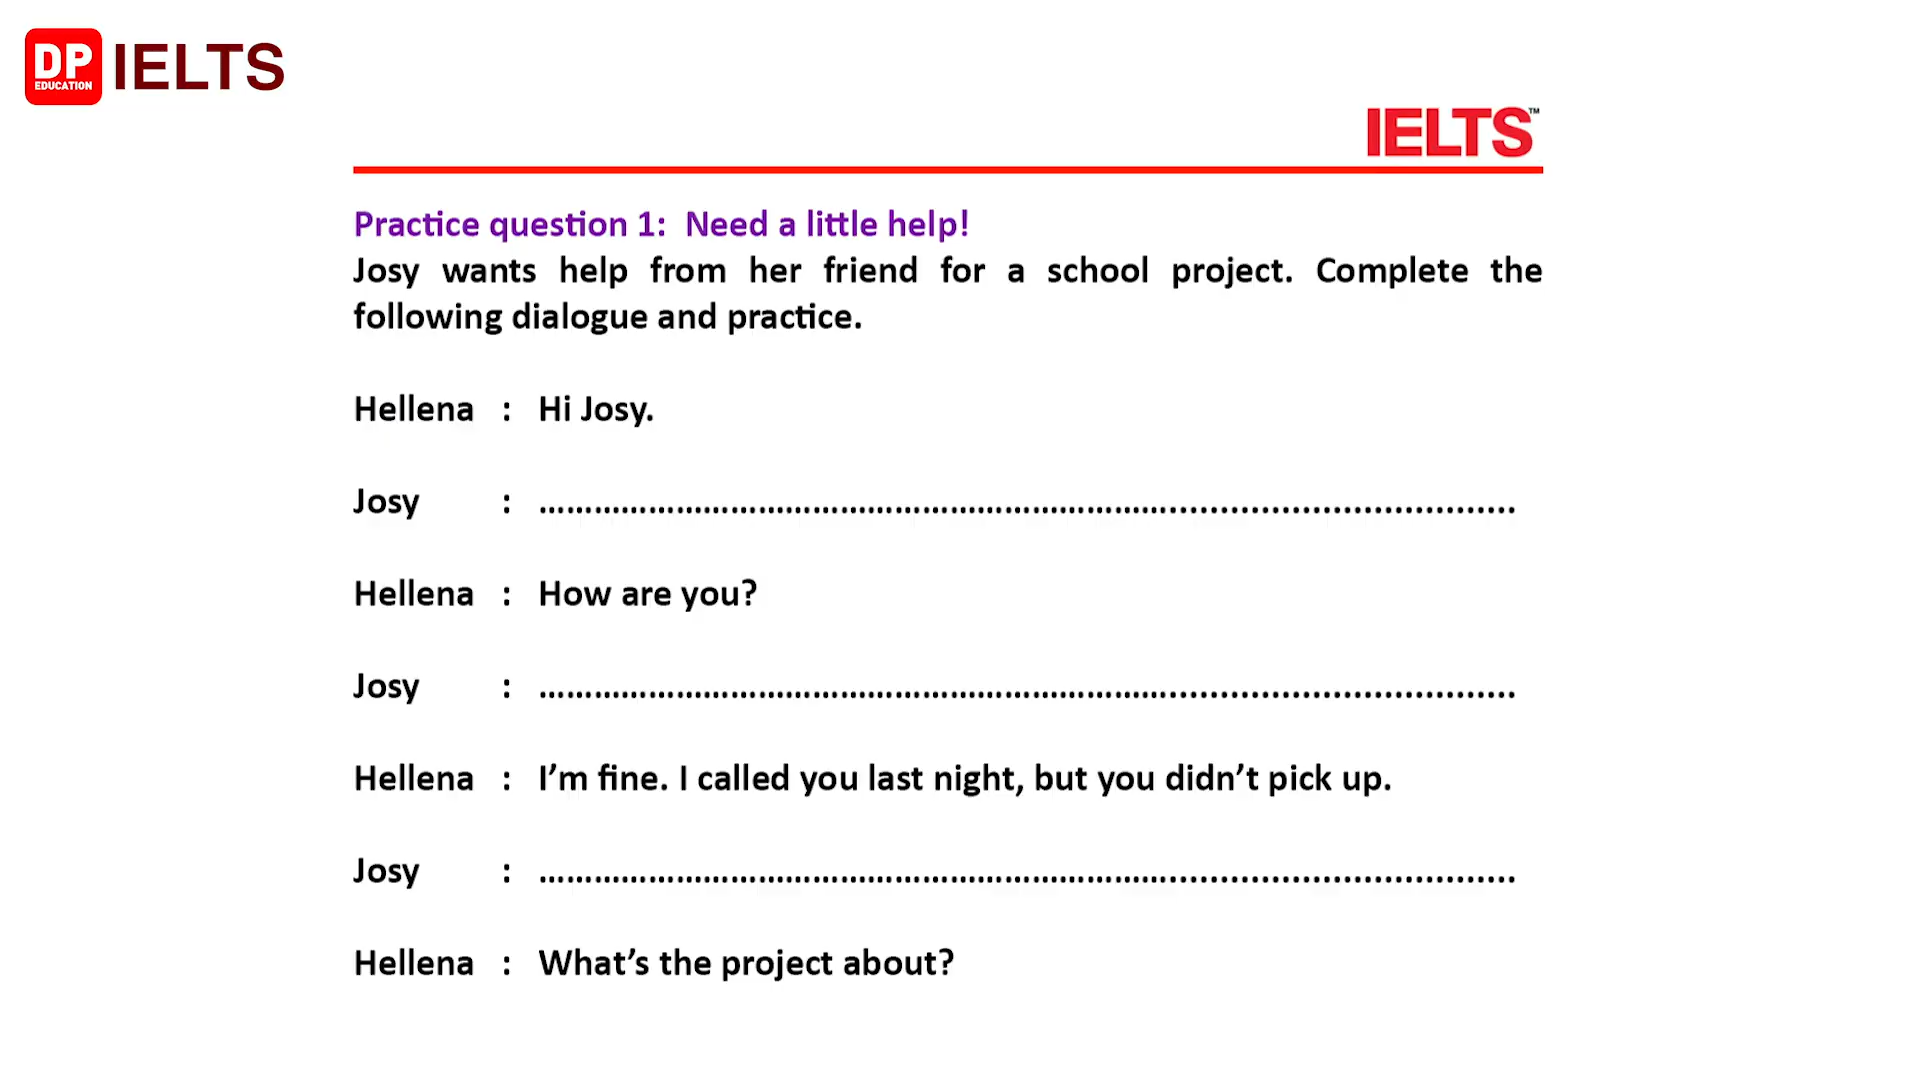 DP
EDUCATION
IELTS
IELTS™
Practice question 1: Need a little help!
Josy wants help from her friend for a school project. Complete the
following dialogue and practice.
Hellena : Hi Josy.
Josy : ........................................................................................
Hellena : How are you?
Josy : ........................................................................................
Hellena : I’m fine. I called you last night, but you didn’t pick up.
Josy : ........................................................................................
Hellena : What’s the project about?